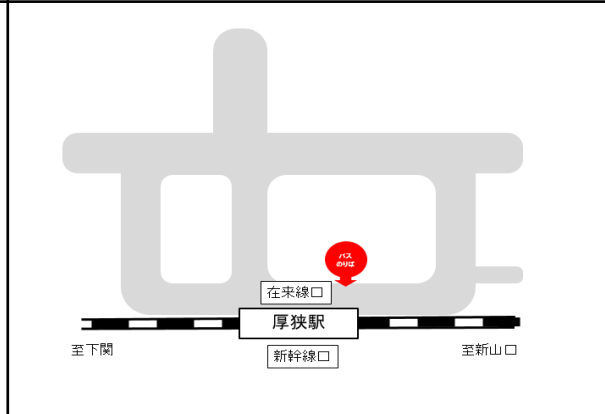 バス
のりば
在来線口
厚狭駅
新幹線口
至下関
至新山口